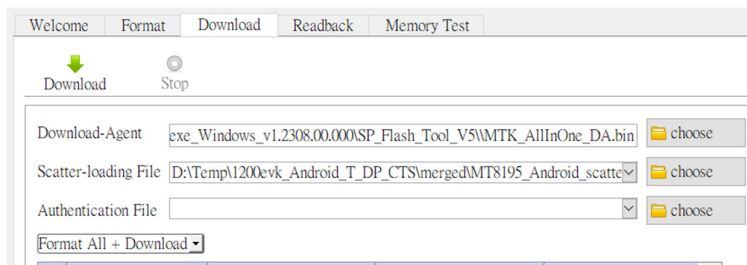 Welcome Format Download Readback Memory Test
Download Stop
Download-Agent exe_Windows_v1.2308.00.000\SP_Flash_Tool_V5\\MTK_AllInOne_DA.bin choose
Scatter-loading File D:\Temp\1200evk_Android_T_DP_CTS\merged\MT8195_Android_scatte choose
Authentication File choose
Format All + Download